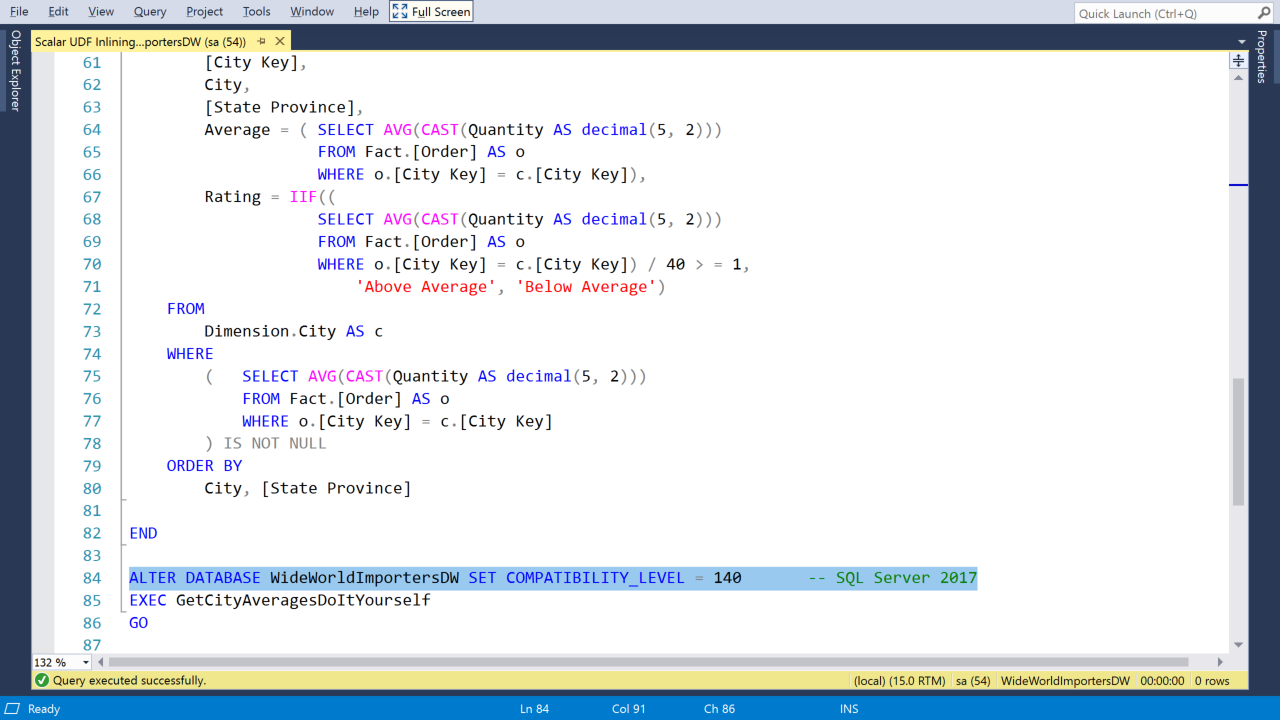 File Edit View Query Project Tools Window Help Full Screen
Quick Launch (Ctrl+Q)
Object Explorer
Scalar UDF Inlining...portersDW (sa (54))
Properties
61 [City Key],
62 City,
63 [State Province],
64 Average = ( SELECT AVG(CAST(Quantity AS decimal(5, 2)))
65 FROM Fact.[Order] AS o
66 WHERE o.[City Key] = c.[City Key]),
67 Rating = IIF((
68 SELECT AVG(CAST(Quantity AS decimal(5, 2)))
69 FROM Fact.[Order] AS o
70 WHERE o.[City Key] = c.[City Key]) / 40 > = 1,
71 'Above Average', 'Below Average')
72 FROM
73 Dimension.City AS c
74 WHERE
75 ( SELECT AVG(CAST(Quantity AS decimal(5, 2)))
76 FROM Fact.[Order] AS o
77 WHERE o.[City Key] = c.[City Key]
78 ) IS NOT NULL
79 ORDER BY
80 City, [State Province]
81
82 END
83
84 ALTER DATABASE WideWorldImportersDW SET COMPATIBILITY_LEVEL = 140 -- SQL Server 2017
85 EXEC GetCityAveragesDoItYourself
86 GO
87
132 %
Query executed successfully. (local) (15.0 RTM) sa (54) WideWorldImportersDW 00:00:00 0 rows
Ready Ln 84 Col 91 Ch 86 INS